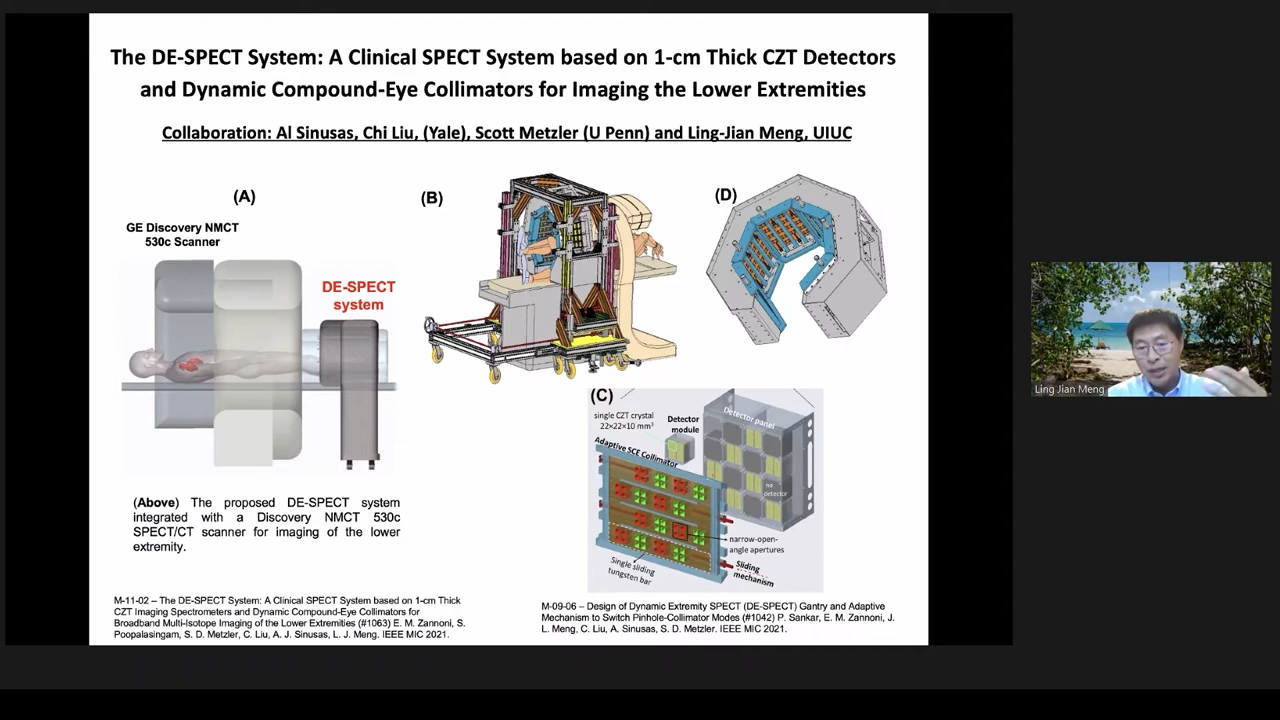 The DE-SPECT System: A Clinical SPECT System based on 1-cm Thick CZT Detectors
and Dynamic Compound-Eye Collimators for Imaging the Lower Extremities
Collaboration: Al Sinusas, Chi Liu, (Yale), Scott Metzler (U Penn) and Ling-Jian Meng, UIUC
(A)
GE Discovery NMCT
530c Scanner
DE-SPECT
system
(Above) The proposed DE-SPECT system
integrated with a Discovery NMCT 530c
SPECT/CT scanner for imaging of the lower
extremity.
(B)
(D)
(C)
single CZT crystal
22×22×10 mm³
Detector
module
Detector panel
Adaptive SCE Collimator
no
detector
narrow-open-
angle apertures
Single sliding
tungsten bar
Sliding
mechanism
M-11-02 – The DE-SPECT System: A Clinical SPECT System based on 1-cm Thick
CZT Imaging Spectrometers and Dynamic Compound-Eye Collimators for
Broadband Multi-Isotope Imaging of the Lower Extremities (#1063) E. M. Zannoni, S.
Poopalasingam, S. D. Metzler, C. Liu, A. J. Sinusas, L. J. Meng. IEEE MIC 2021.
M-09-06 – Design of Dynamic Extremity SPECT (DE-SPECT) Gantry and Adaptive
Mechanism to Switch Pinhole-Collimator Modes (#1042) P. Sankar, E. M. Zannoni, J.
L. Meng, C. Liu, A. Sinusas, S. D. Metzler. IEEE MIC 2021.
Ling Jian Meng